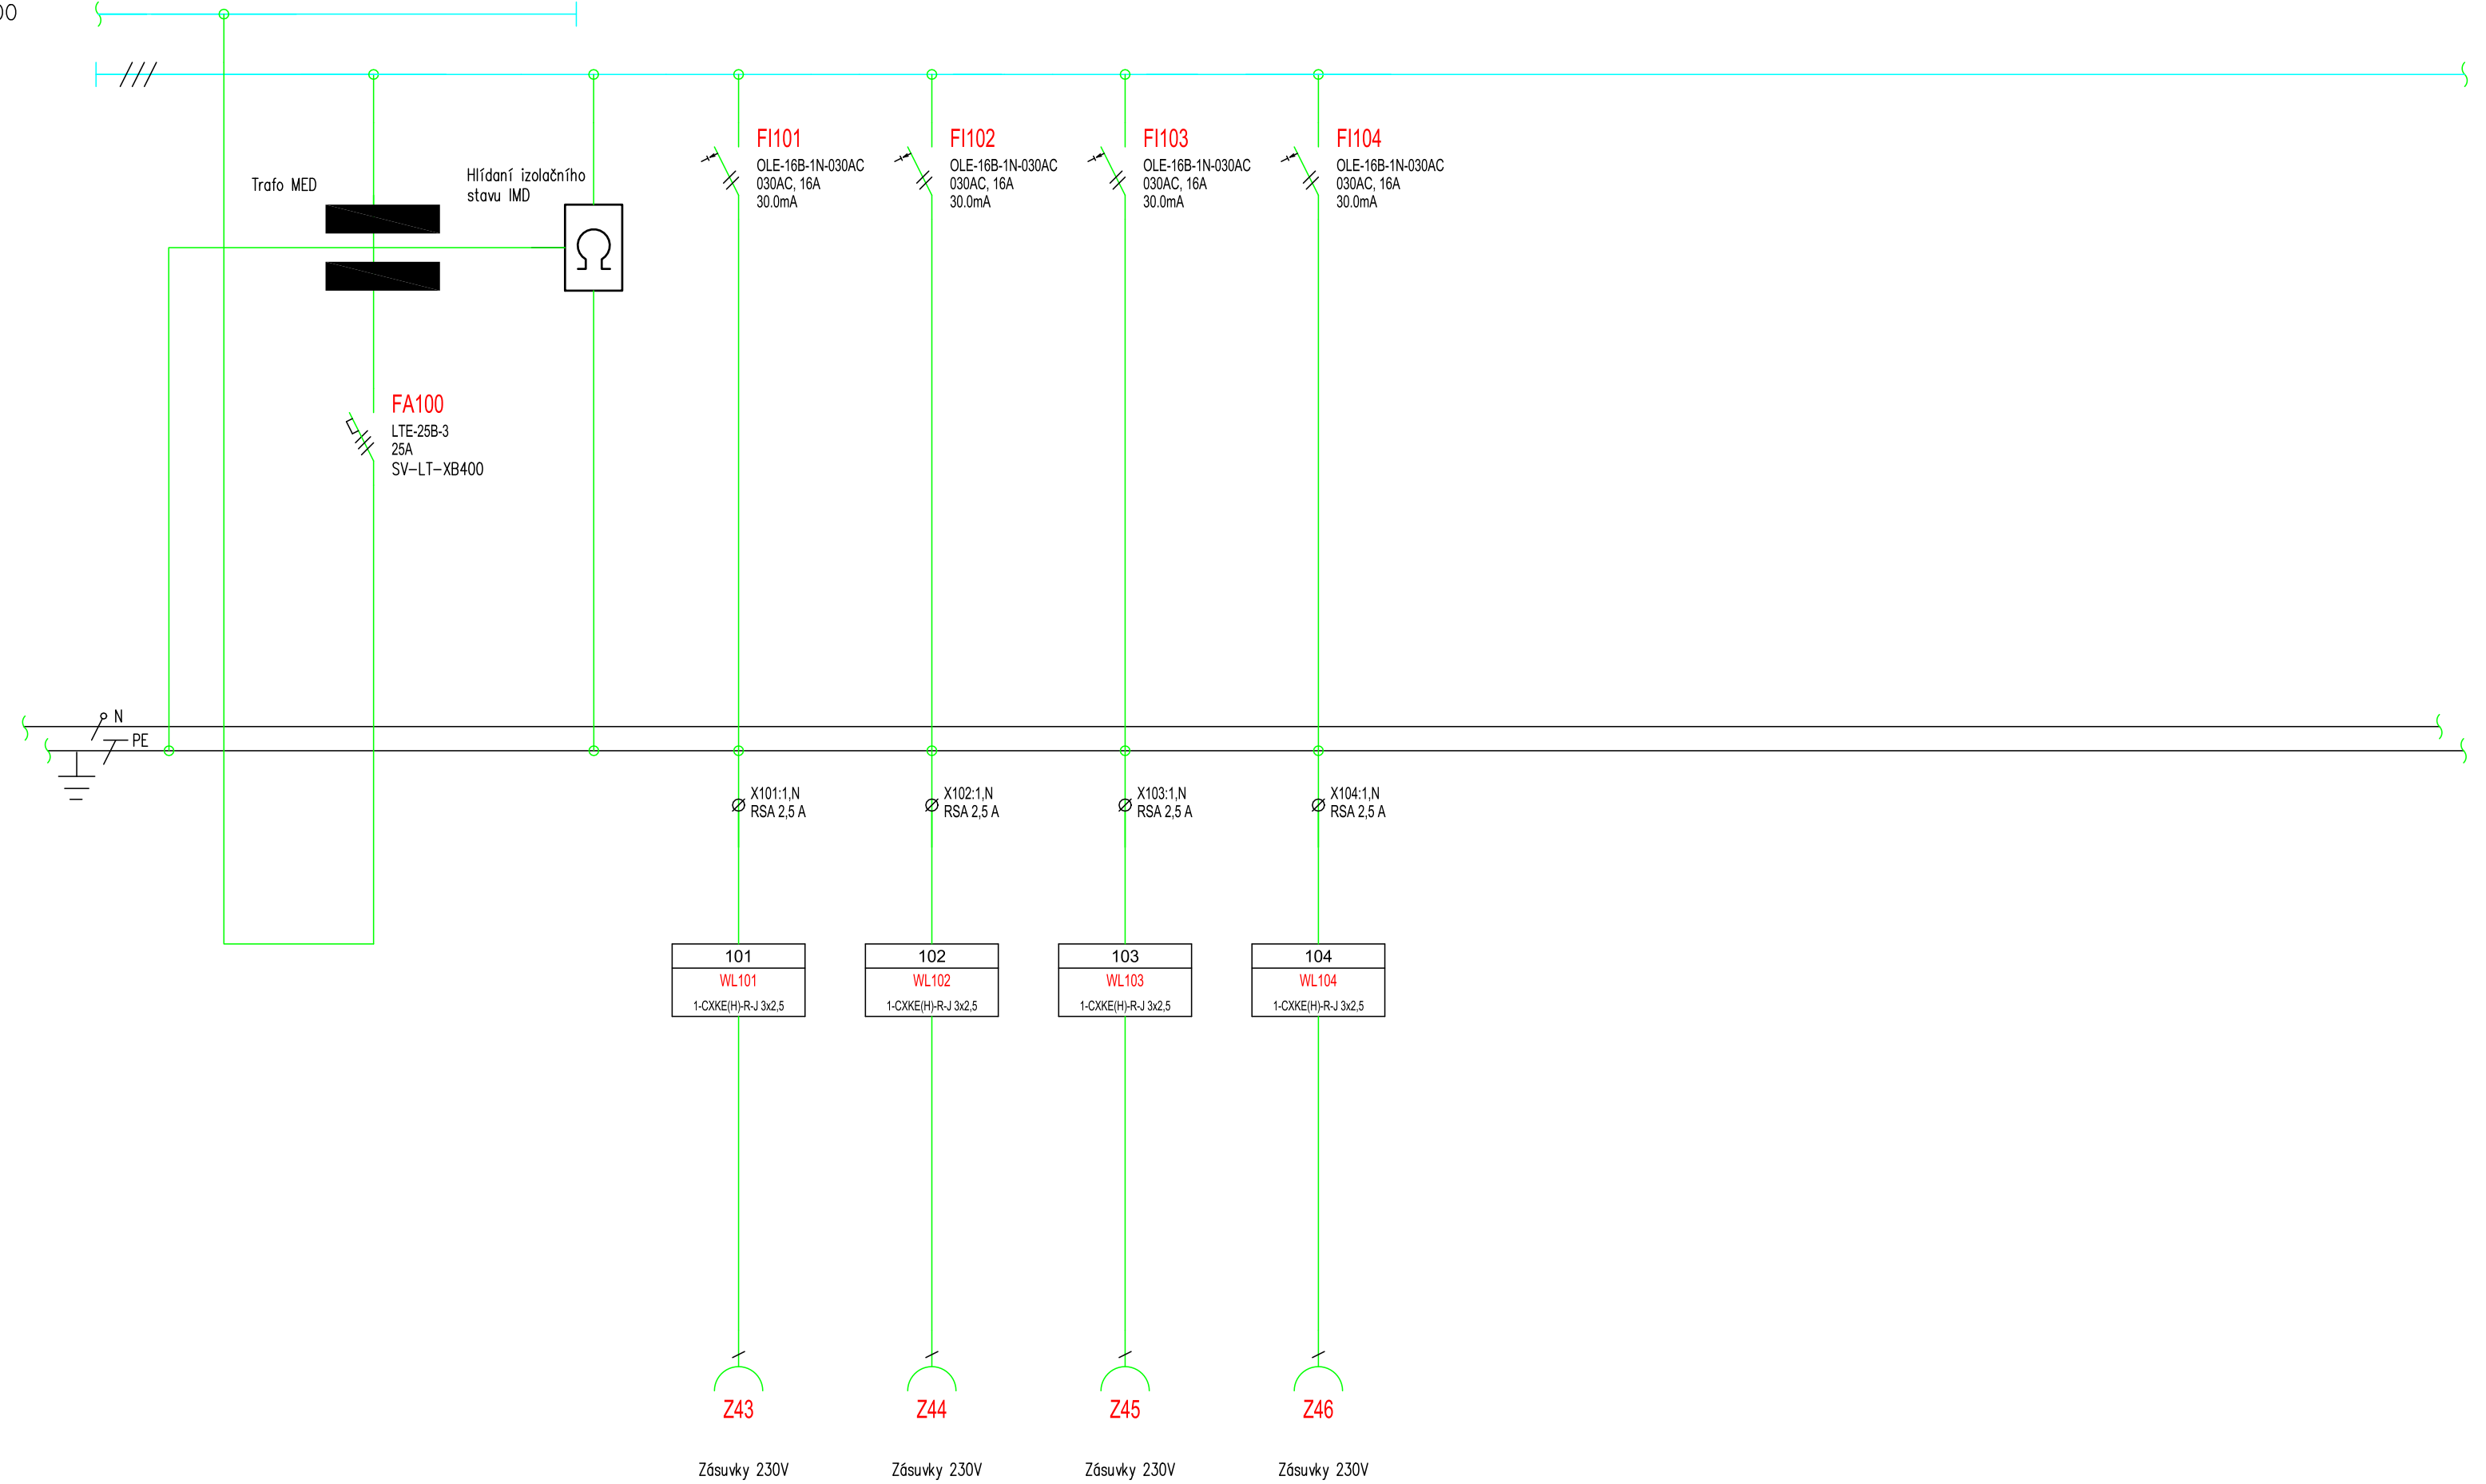 Trafo MED
Hlídaní izolačního
stavu IMD
FI101
OLE-16B-1N-030AC
030AC, 16A
30.0mA
FI102
OLE-16B-1N-030AC
030AC, 16A
30.0mA
FI103
OLE-16B-1N-030AC
030AC, 16A
30.0mA
FI104
OLE-16B-1N-030AC
030AC, 16A
30.0mA
Ω
FA100
LTE-25B-3
25A
SV-LT-XB400
N
PE
X101:1,N
RSA 2,5 A
X102:1,N
RSA 2,5 A
X103:1,N
RSA 2,5 A
X104:1,N
RSA 2,5 A
101
WL101
1-CXKE(H)-R-J 3x2,5
102
WL102
1-CXKE(H)-R-J 3x2,5
103
WL103
1-CXKE(H)-R-J 3x2,5
104
WL104
1-CXKE(H)-R-J 3x2,5
Z43
Z44
Z45
Z46
Zásuvky 230V
Zásuvky 230V
Zásuvky 230V
Zásuvky 230V